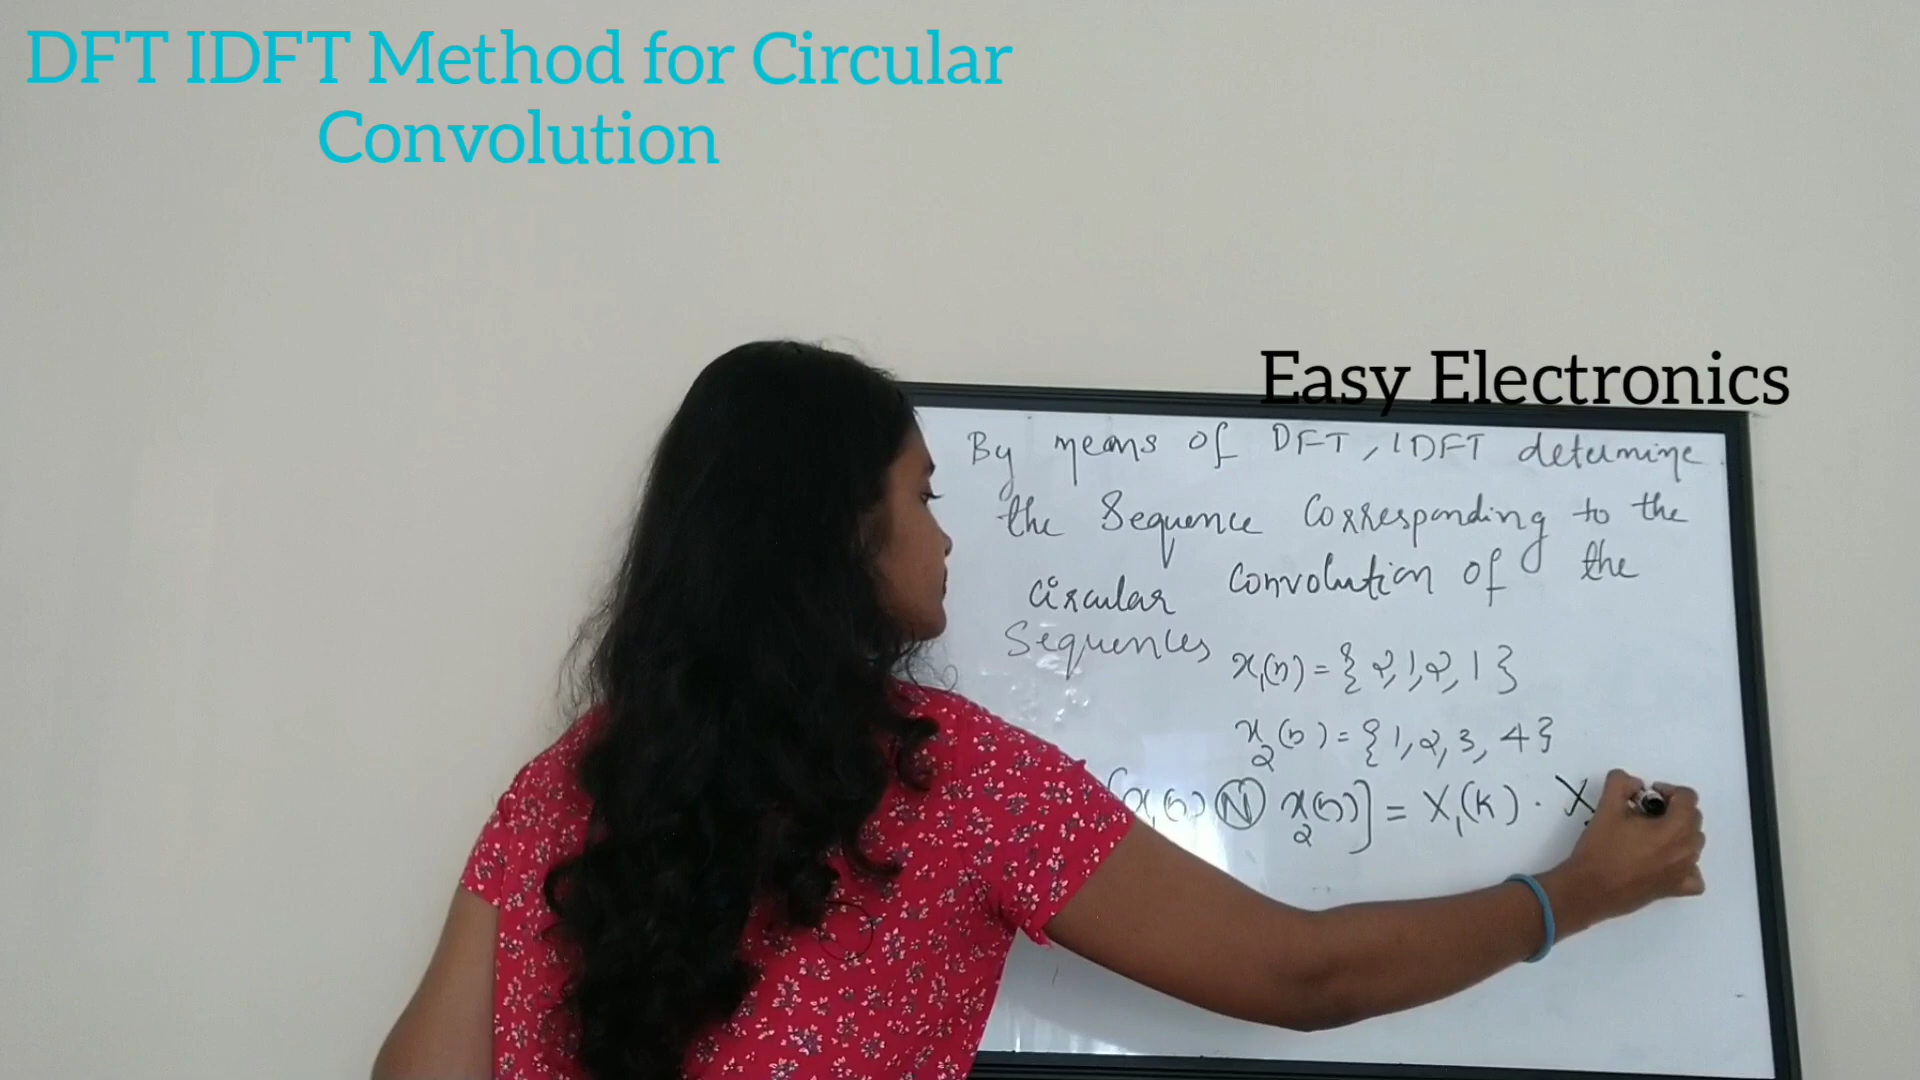 DFT IDFT Method for Circular
Convolution
Easy Electronics
By means of DFT, IDFT determine
the Sequence Corresponding to the
circular convolution of the
Sequences x₁(n) = {2,1,2,1}
x₂(n) = {1,2,3,4}
x₁(n) Ⓝ x₂(n)] = X₁(k) · X